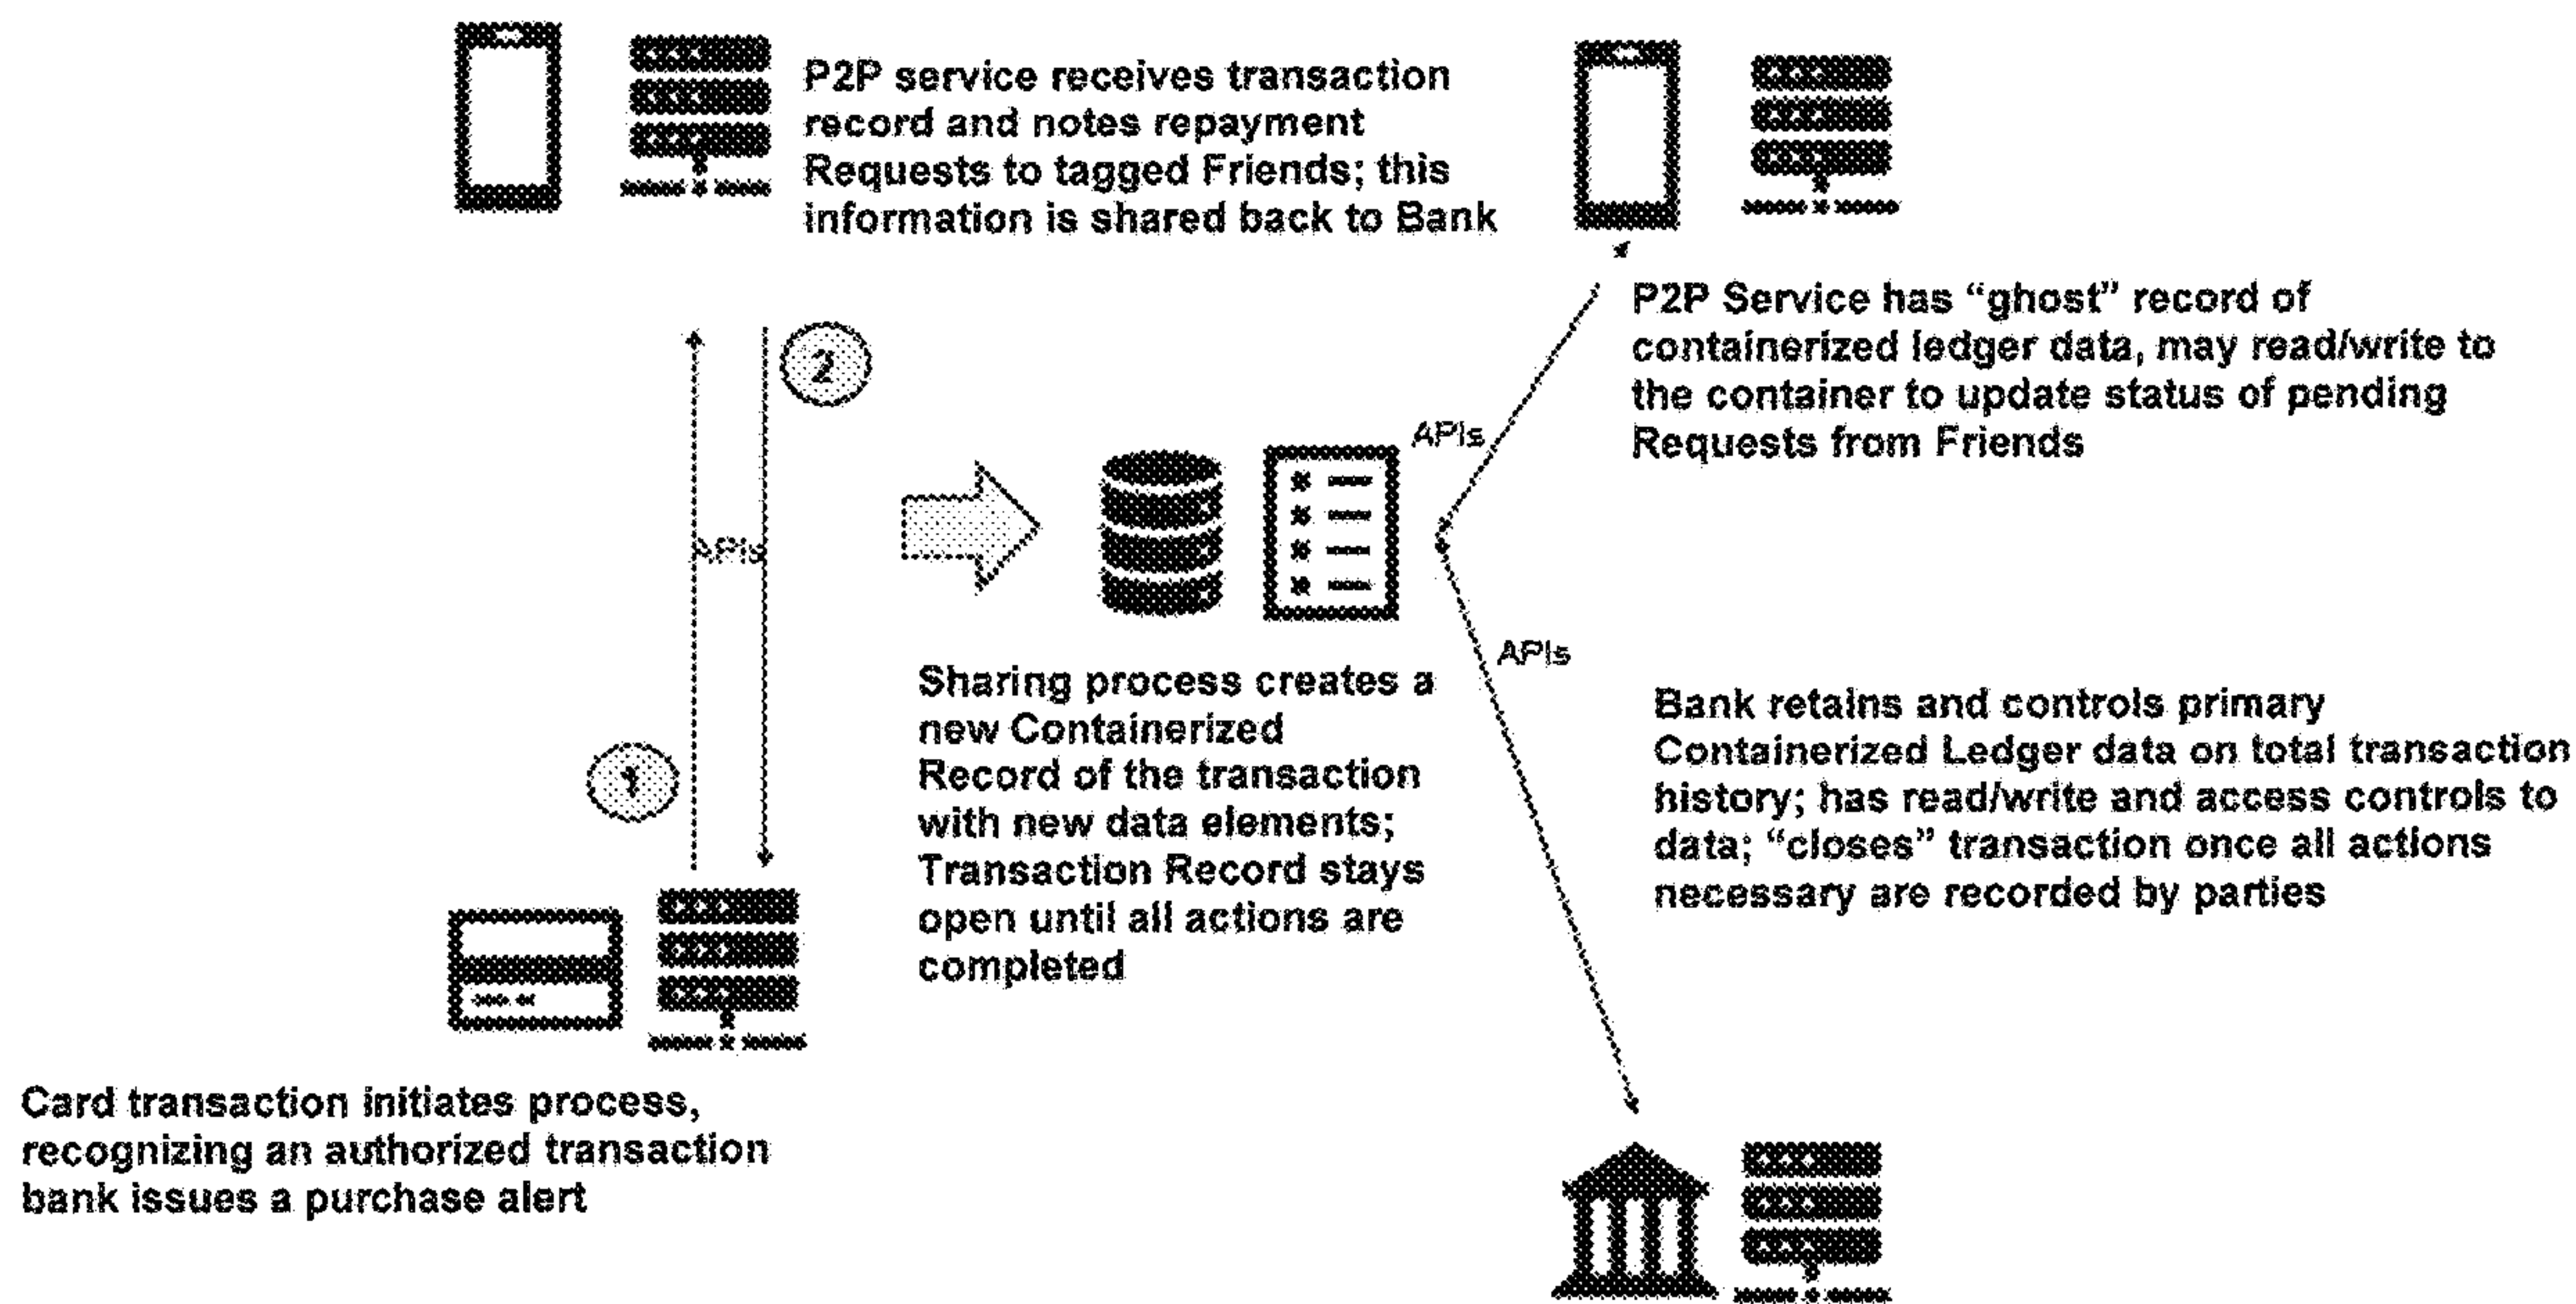 P2P service receives transaction
record and notes repayment
Requests to tagged Friends; this
information is shared back to Bank
2
APIs
1
Card transaction initiates process,
recognizing an authorized transaction
bank issues a purchase alert
Sharing process creates a
new Containerized
Record of the transaction
with new data elements;
Transaction Record stays
open until all actions are
completed
APIs
P2P Service has “ghost” record of
containerized ledger data, may read/write to
the container to update status of pending
Requests from Friends
APIs
Bank retains and controls primary
Containerized Ledger data on total transaction
history; has read/write and access controls to
data; “closes” transaction once all actions
necessary are recorded by parties